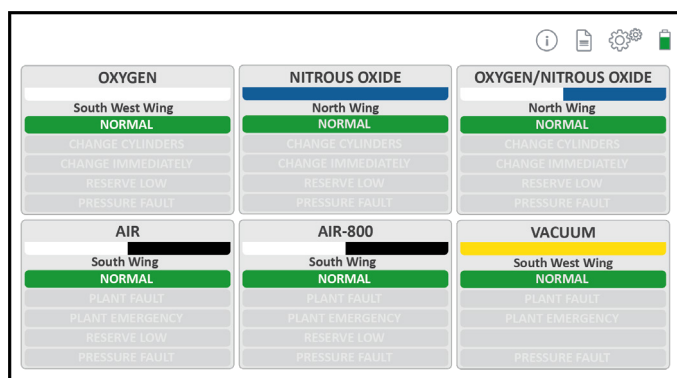 OXYGEN
South West Wing
NORMAL
CHANGE CYLINDERS
CHANGE IMMEDIATELY
RESERVE LOW
PRESSURE FAULT
NITROUS OXIDE
North Wing
NORMAL
CHANGE CYLINDERS
CHANGE IMMEDIATELY
RESERVE LOW
PRESSURE FAULT
OXYGEN/NITROUS OXIDE
North Wing
NORMAL
CHANGE CYLINDERS
CHANGE IMMEDIATELY
RESERVE LOW
PRESSURE FAULT
AIR
South Wing
NORMAL
PLANT FAULT
PLANT EMERGENCY
RESERVE LOW
PRESSURE FAULT
AIR-800
South Wing
NORMAL
PLANT FAULT
PLANT EMERGENCY
RESERVE LOW
PRESSURE FAULT
VACUUM
South West Wing
NORMAL
PLANT FAULT
PLANT EMERGENCY
PRESSURE FAULT